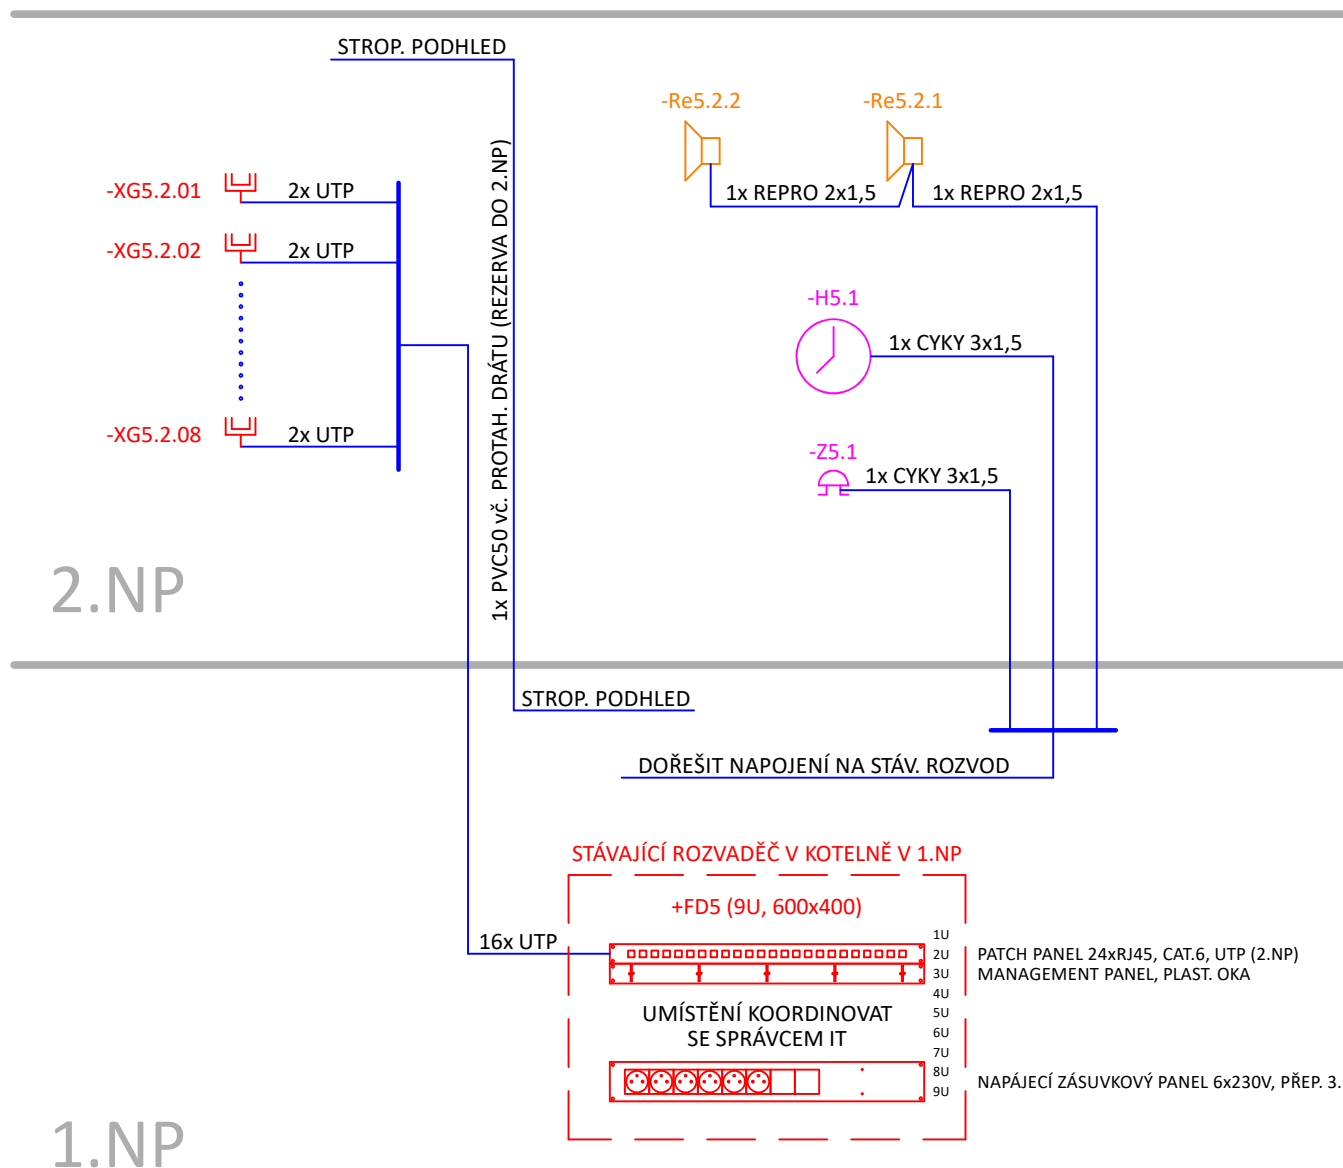 STROP. PODHLED
-Re5.2.2
-Re5.2.1
1x REPRO 2x1,5
1x REPRO 2x1,5
-XG5.2.01
2x UTP
-XG5.2.02
2x UTP
-XG5.2.08
2x UTP
1x PVC50 vč. PROTAH. DRÁTU (REZERVA DO 2.NP)
-H5.1
1x CYKY 3x1,5
-Z5.1
1x CYKY 3x1,5
2.NP
STROP. PODHLED
DOŘEŠIT NAPOJENÍ NA STÁV. ROZVOD
STÁVAJÍCÍ ROZVADĚČ V KOTELNĚ V 1.NP
+FD5 (9U, 600x400)
16x UTP
1U
2U
3U
4U
5U
6U
7U
8U
9U
PATCH PANEL 24xRJ45, CAT.6, UTP (2.NP)
MANAGEMENT PANEL, PLAST. OKA
UMÍSTĚNÍ KOORDINOVAT
SE SPRÁVCEM IT
NAPÁJECÍ ZÁSUVKOVÝ PANEL 6x230V, PŘEP. 3.
1.NP